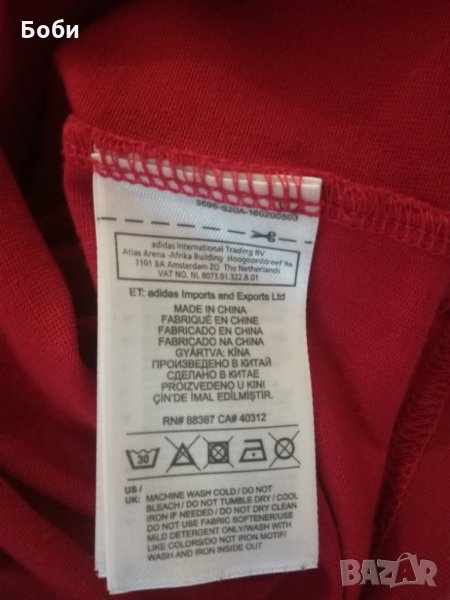 Боби
3698-S20A-160200503
adidas International Trading BV
Atlas Arena -Afrika Building Hoogoorddreef 9a
1101 BA Amsterdam ZO The Netherlands
VAT NO. NL 8073.01.322.B.01
ET: adidas Imports and Exports Ltd
MADE IN CHINA
FABRIQUÉ EN CHINE
FABRICADO EN CHINA
FABRICADO NA CHINA
GYÁRTVA: KÍNA
ПРОИЗВЕДЕНО В КИТАЙ
СДЕЛАНО В КИТАЕ
PROIZVEDENO U KINI
ÇİN'DE İMAL EDİLMİŞTİR.
RN# 88387 CA# 40312
30
US /
UK:
MACHINE WASH COLD / DO NOT
BLEACH / DO NOT TUMBLE DRY / COOL
IRON IF NEEDED / DO NOT DRY CLEAN
DO NOT USE FABRIC SOFTENER/USE
MILD DETERGENT ONLY/WASH WITH
LIKE COLORS/DO NOT IRON MOTIF/
WASH AND IRON INSIDE OUT
BAZAR